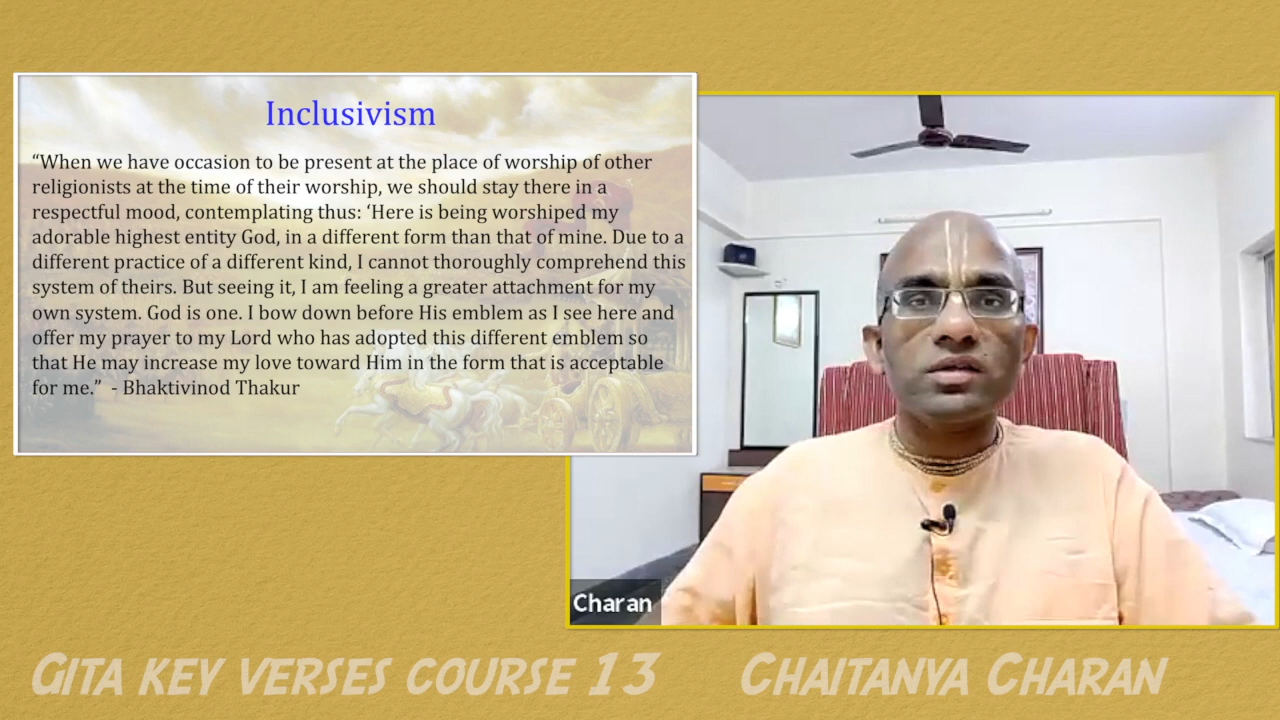 Inclusivism
“When we have occasion to be present at the place of worship of other
religionists at the time of their worship, we should stay there in a
respectful mood, contemplating thus: ‘Here is being worshiped my
adorable highest entity God, in a different form than that of mine. Due to a
different practice of a different kind, I cannot thoroughly comprehend this
system of theirs. But seeing it, I am feeling a greater attachment for my
own system. God is one. I bow down before His emblem as I see here and
offer my prayer to my Lord who has adopted this different emblem so
that He may increase my love toward Him in the form that is acceptable
for me.” - Bhaktivinod Thakur
Charan
GITA KEY VERSES COURSE 13
CHAITANYA CHARAN